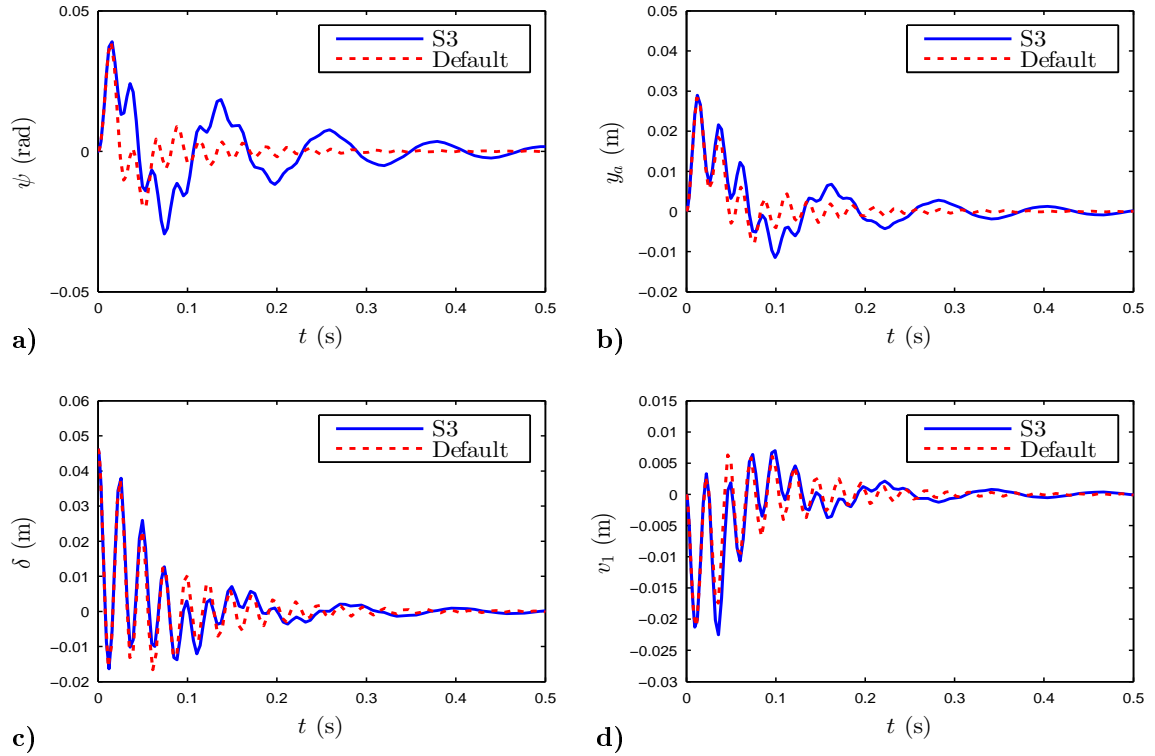 0.05
0
−0.05
ψ (rad)
0 0.1 0.2 0.3 0.4 0.5
t (s)
S3
Default
a)
0.05
0.04
0.03
0.02
0.01
0
−0.01
−0.02
y_a (m)
0 0.1 0.2 0.3 0.4 0.5
t (s)
S3
Default
b)
0.06
0.05
0.04
0.03
0.02
0.01
0
−0.01
−0.02
δ (m)
0 0.1 0.2 0.3 0.4 0.5
t (s)
S3
Default
c)
0.015
0.01
0.005
0
−0.005
−0.01
−0.015
−0.02
−0.025
−0.03
v_1 (m)
0 0.1 0.2 0.3 0.4 0.5
t (s)
S3
Default
d)